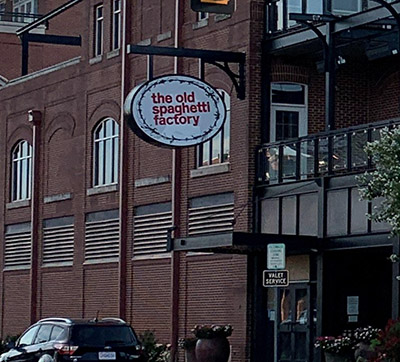 the old
spaghetti
factory
VALET
SERVICE